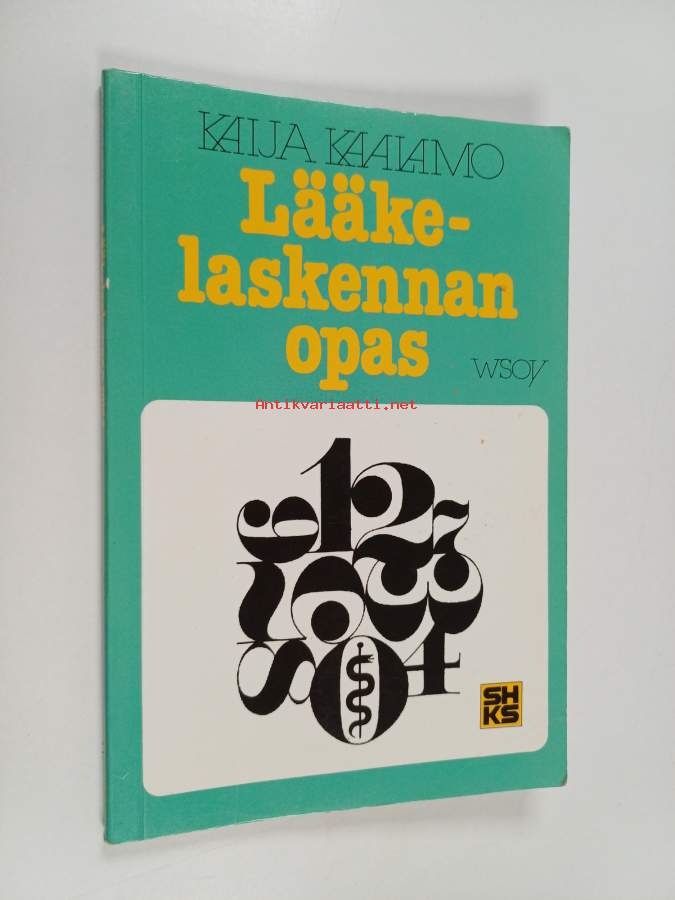 KAIJA KAALAMO
Lääke-
laskennan
opas
WSOY
Antikvariaatti.net
SH
KS